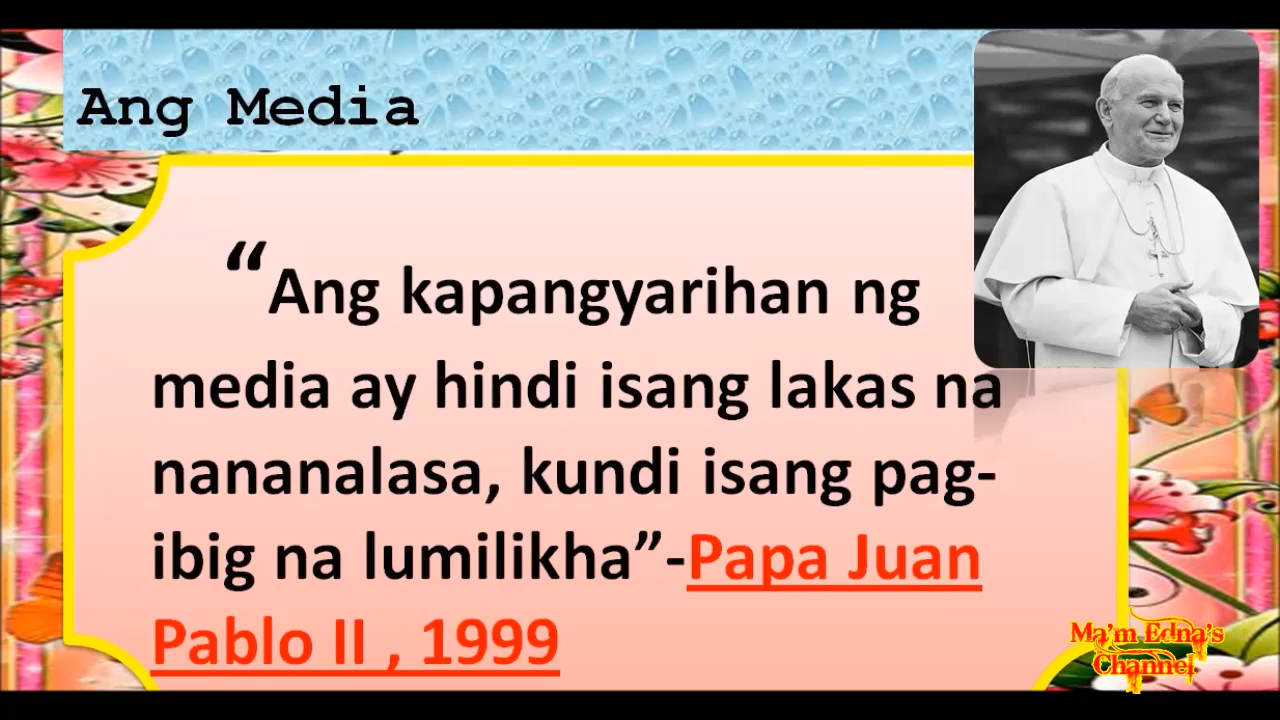 Ang Media
“Ang kapangyarihan ng
media ay hindi isang lakas na
nananalasa, kundi isang pag-
ibig na lumilikha”-Papa Juan
Pablo II , 1999
Ma'm Edna's
Channel